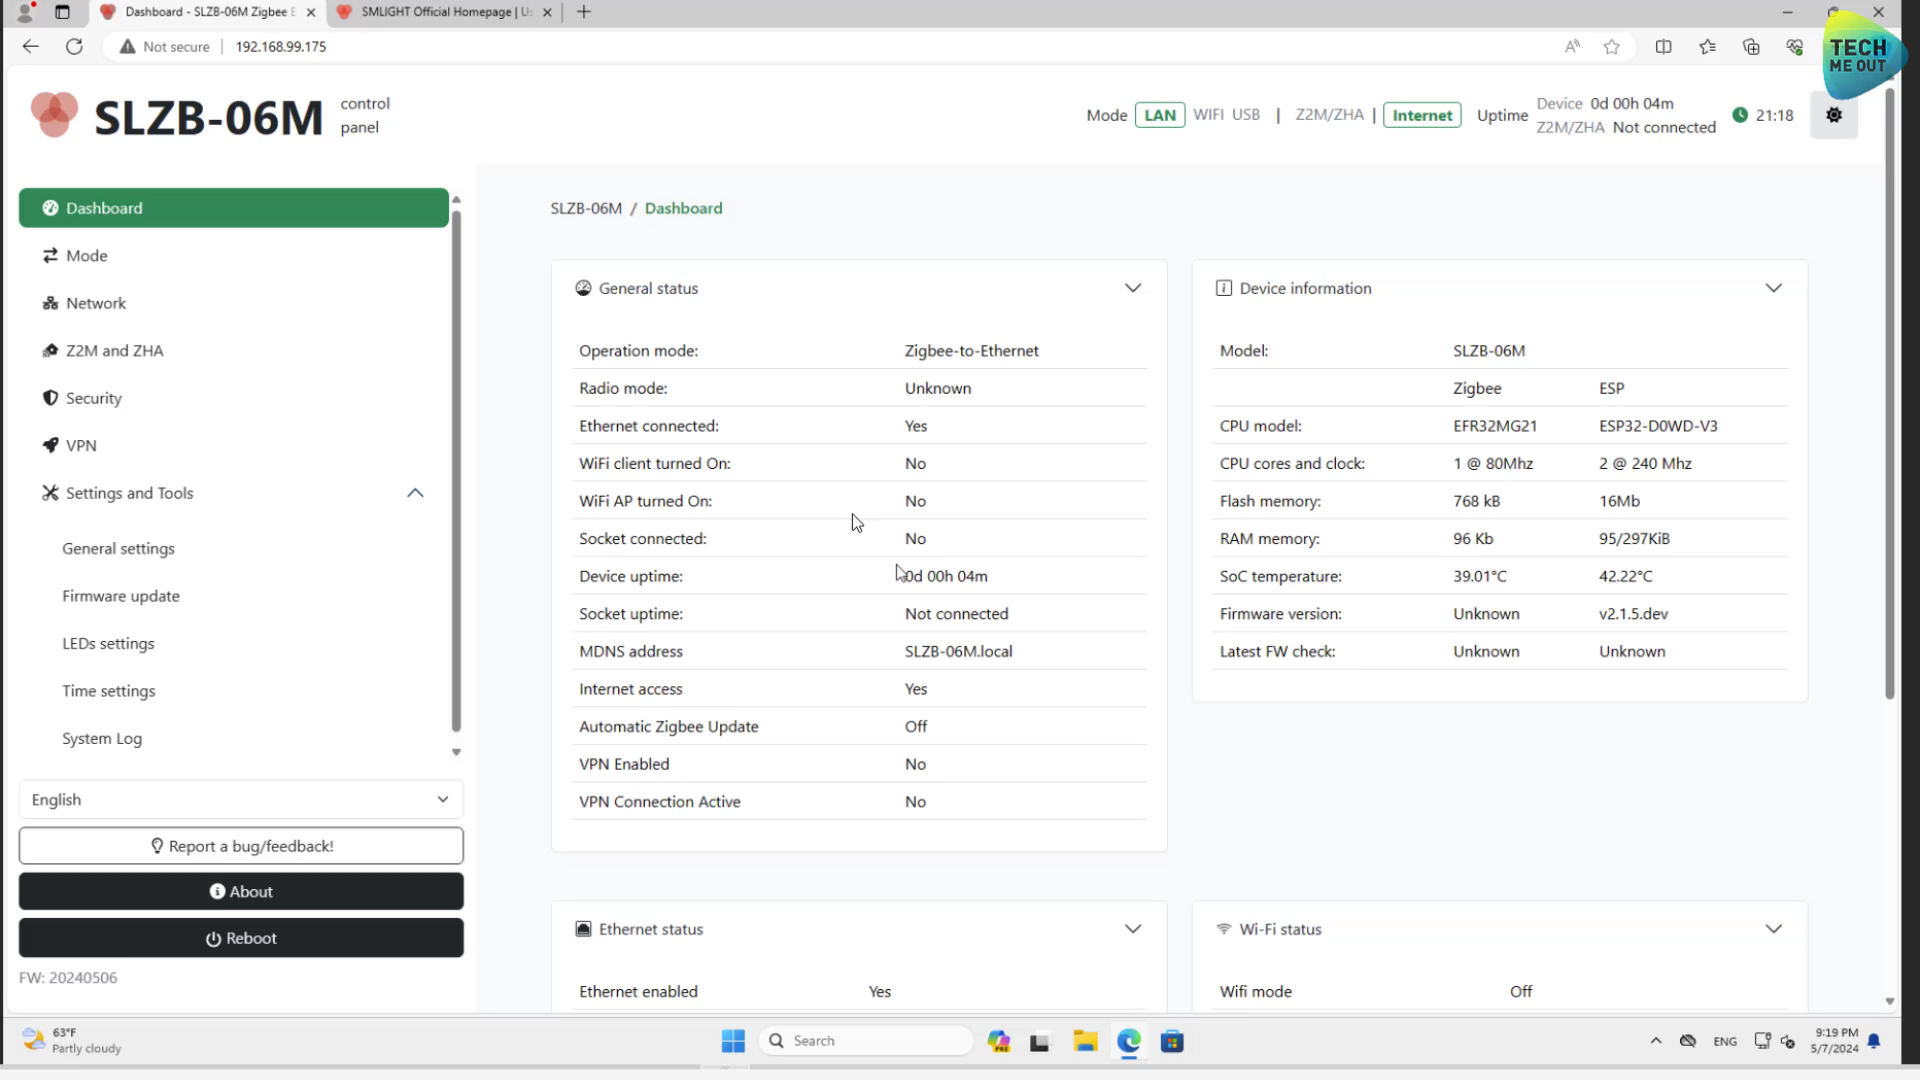 Dashboard - SLZB-06M Zigbee E
SMLIGHT Official Homepage | Us
Not secure
192.168.99.175
TECH
ME OUT
SLZB-06M
control
panel
Mode LAN WIFI USB | Z2M/ZHA | Internet Uptime
Device 0d 00h 04m
Z2M/ZHA Not connected
21:18
Dashboard
Mode
Network
Z2M and ZHA
Security
VPN
Settings and Tools
General settings
Firmware update
LEDs settings
Time settings
System Log
English
Report a bug/feedback!
About
Reboot
FW: 20240506
SLZB-06M / Dashboard
General status
Operation mode: Zigbee-to-Ethernet
Radio mode: Unknown
Ethernet connected: Yes
WiFi client turned On: No
WiFi AP turned On: No
Socket connected: No
Device uptime: 0d 00h 04m
Socket uptime: Not connected
MDNS address SLZB-06M.local
Internet access Yes
Automatic Zigbee Update Off
VPN Enabled No
VPN Connection Active No
Device information
Model: SLZB-06M
Zigbee ESP
CPU model: EFR32MG21 ESP32-D0WD-V3
CPU cores and clock: 1 @ 80Mhz 2 @ 240 Mhz
Flash memory: 768 kB 16Mb
RAM memory: 96 Kb 95/297KiB
SoC temperature: 39.01°C 42.22°C
Firmware version: Unknown v2.1.5.dev
Latest FW check: Unknown Unknown
Ethernet status
Ethernet enabled Yes
Wi-Fi status
Wifi mode Off
63°F
Partly cloudy
Search
PRE
ENG
9:19 PM
5/7/2024